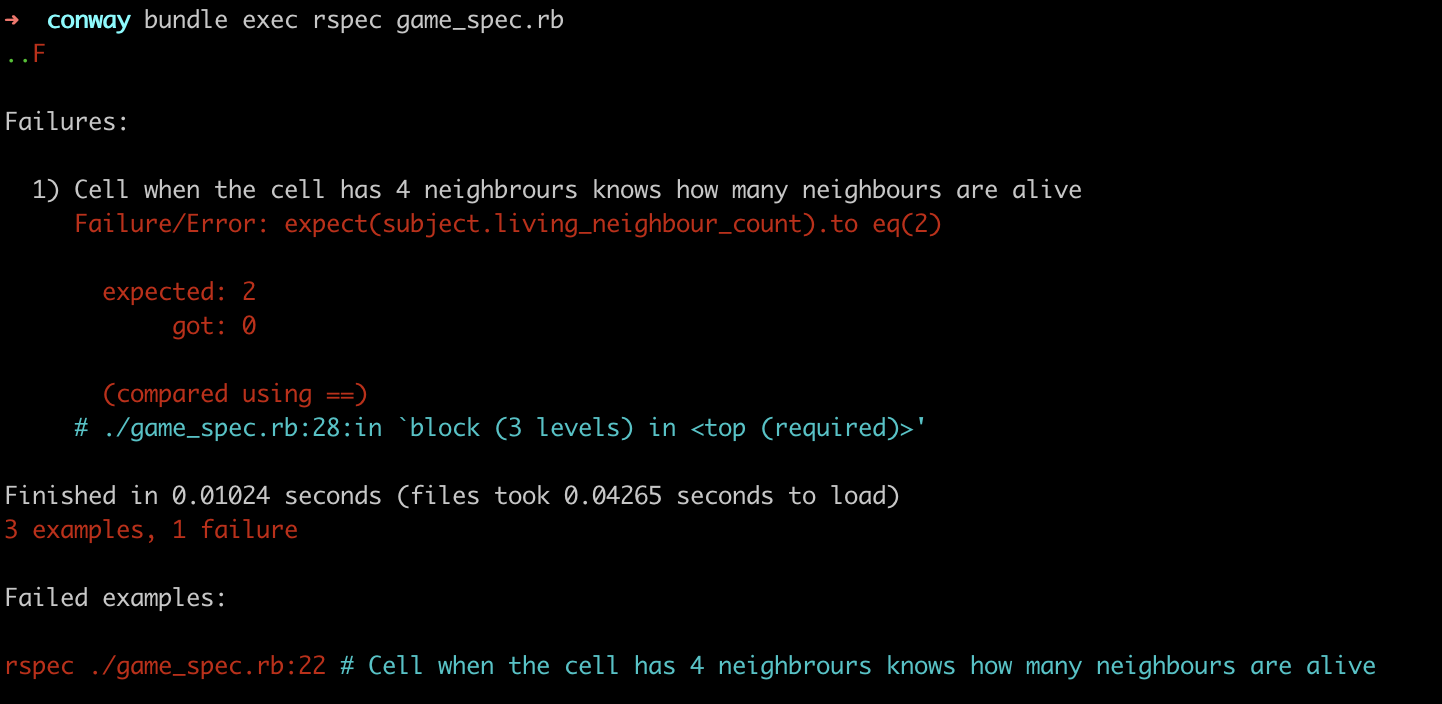 ➜  conway bundle exec rspec game_spec.rb
..F
Failures:
1) Cell when the cell has 4 neighbrours knows how many neighbours are alive
Failure/Error: expect(subject.living_neighbour_count).to eq(2)
expected: 2
got: 0
(compared using ==)
# ./game_spec.rb:28:in `block (3 levels) in <top (required)>'
Finished in 0.01024 seconds (files took 0.04265 seconds to load)
3 examples, 1 failure
Failed examples:
rspec ./game_spec.rb:22 # Cell when the cell has 4 neighbrours knows how many neighbours are alive